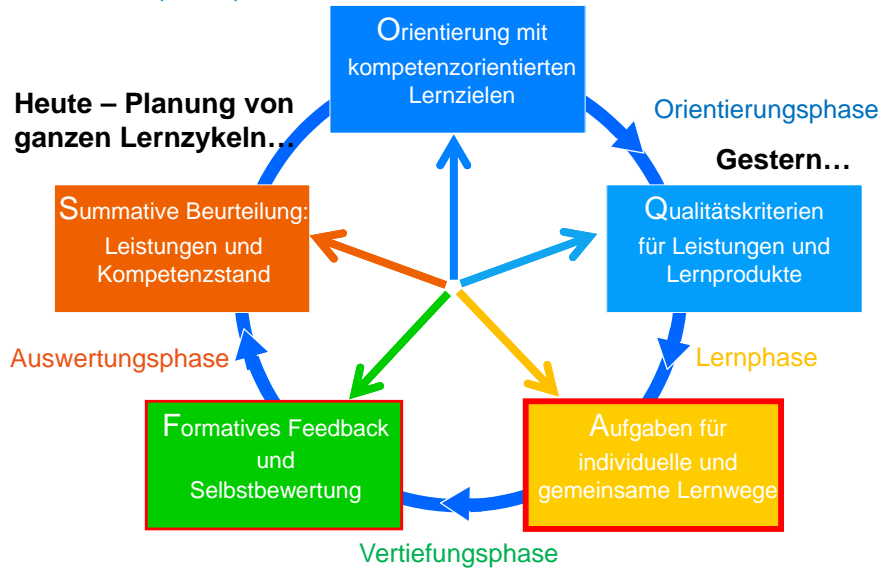 Orientierung mit
kompetenzorientierten
Lernzielen
Heute – Planung von
ganzen Lernzykeln…
Orientierungsphase
Gestern…
Summative Beurteilung:
Leistungen und
Kompetenzstand
Qualitätskriterien
für Leistungen und
Lernprodukte
Auswertungsphase
Lernphase
Formatives Feedback
und
Selbstbewertung
Aufgaben für
individuelle und
gemeinsame Lernwege
Vertiefungsphase